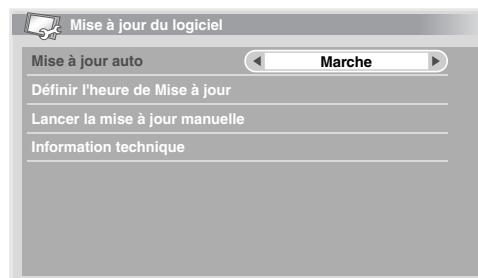 Mise à jour du logiciel
Mise à jour auto Marche
Définir l'heure de Mise à jour
Lancer la mise à jour manuelle
Information technique